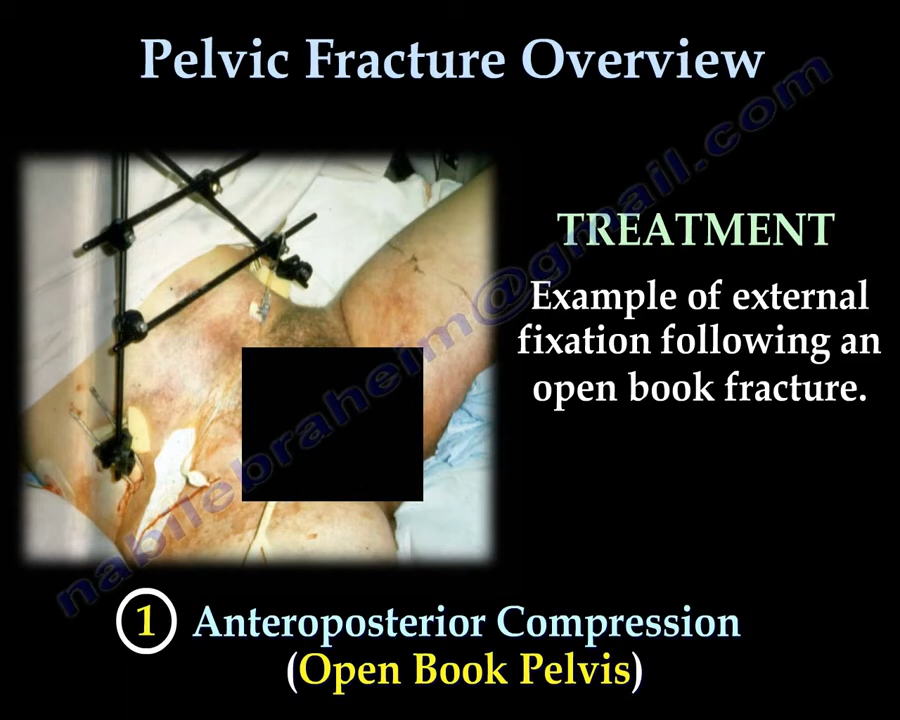 Pelvic Fracture Overview
TREATMENT
Example of external
fixation following an
open book fracture.
nabilebraheim@gmail.com
1 Anteroposterior Compression
(Open Book Pelvis)